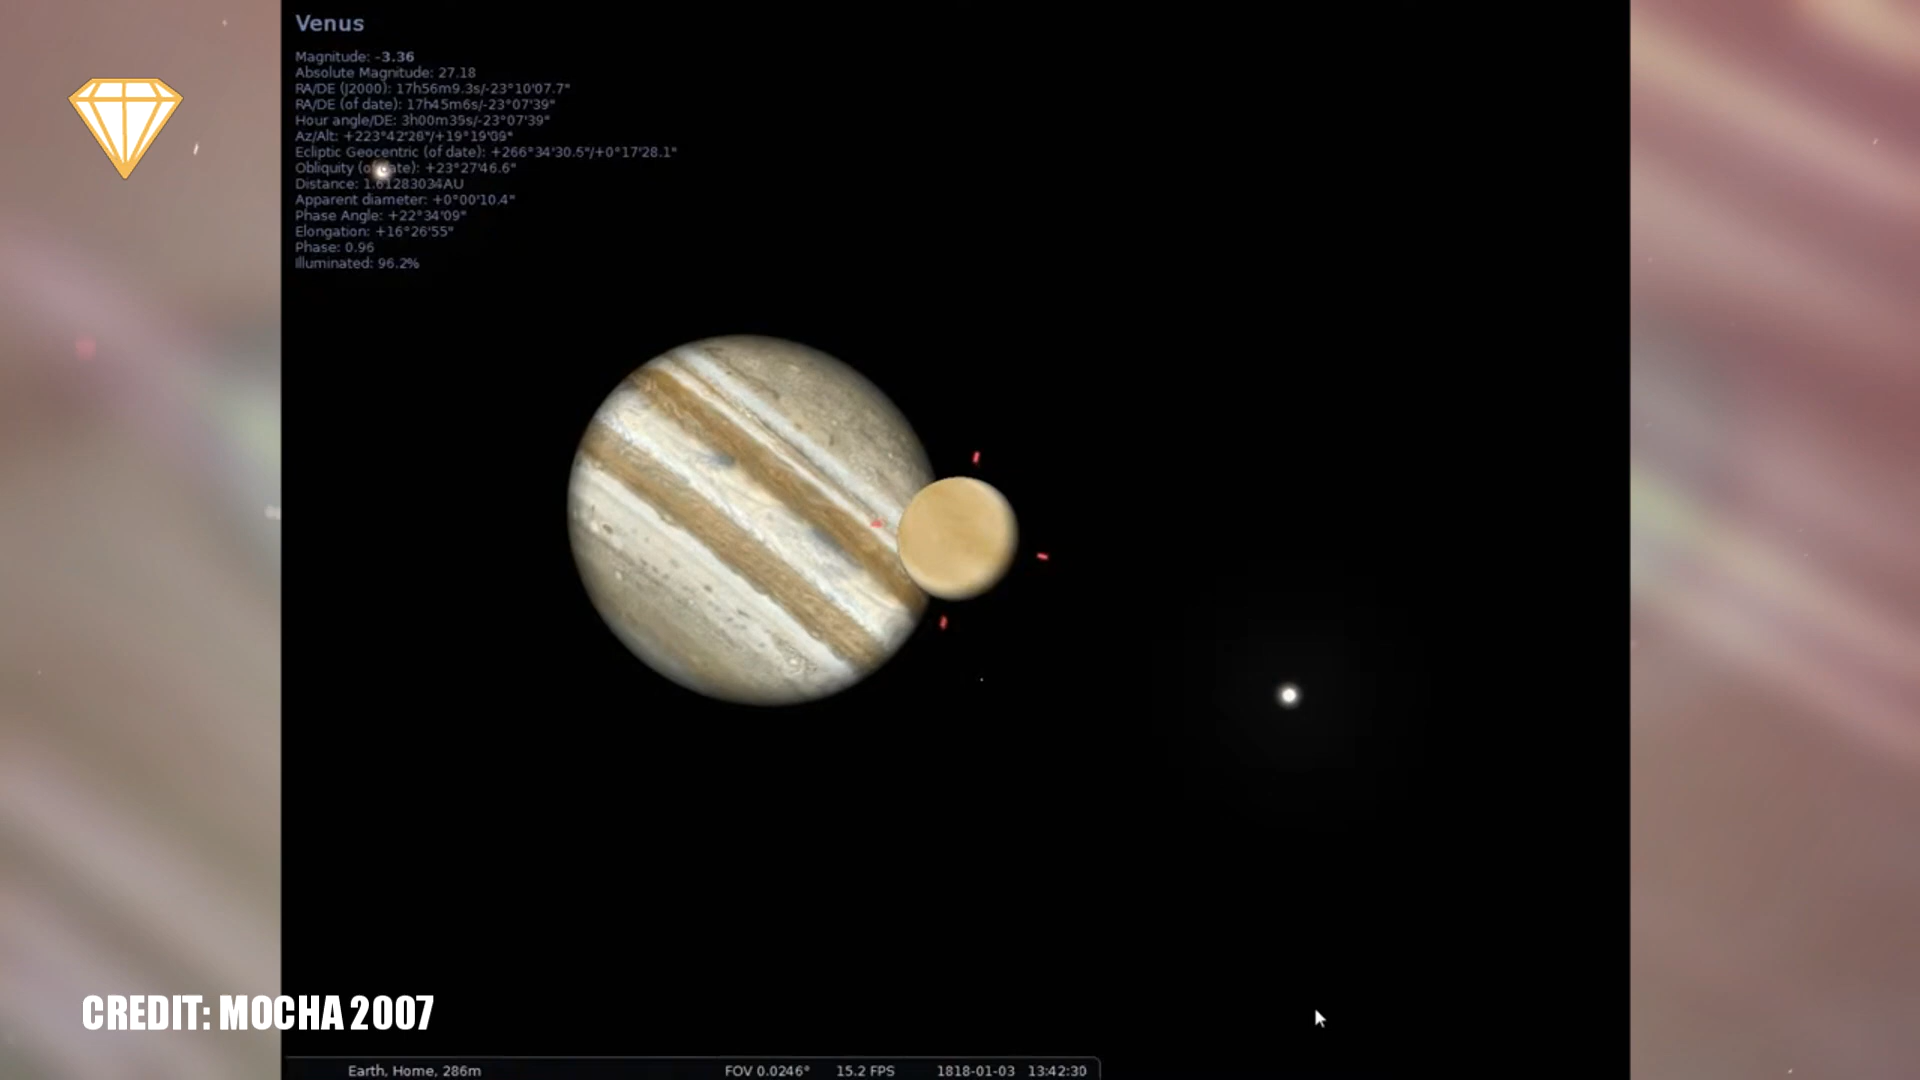 Venus
Magnitude: -3.36
Absolute Magnitude: 27.18
RA/DE (J2000): 17h56m9.3s/-23°10'07.7"
RA/DE (of date): 17h45m6s/-23°07'39"
Hour angle/DE: 3h00m35s/-23°07'39"
Az/Alt: +223°42'28"/+19°19'09"
Ecliptic Geocentric (of date): +266°34'30.5"/+0°17'28.1"
Obliquity (of date): +23°27'46.6"
Distance: 1.61283034AU
Apparent diameter: +0°00'10.4"
Phase Angle: +22°34'09"
Elongation: +16°26'55"
Phase: 0.96
Illuminated: 96.2%
CREDIT: MOCHA 2007
Earth, Home, 286m FOV 0.0246° 15.2 FPS 1818-01-03 13:42:30